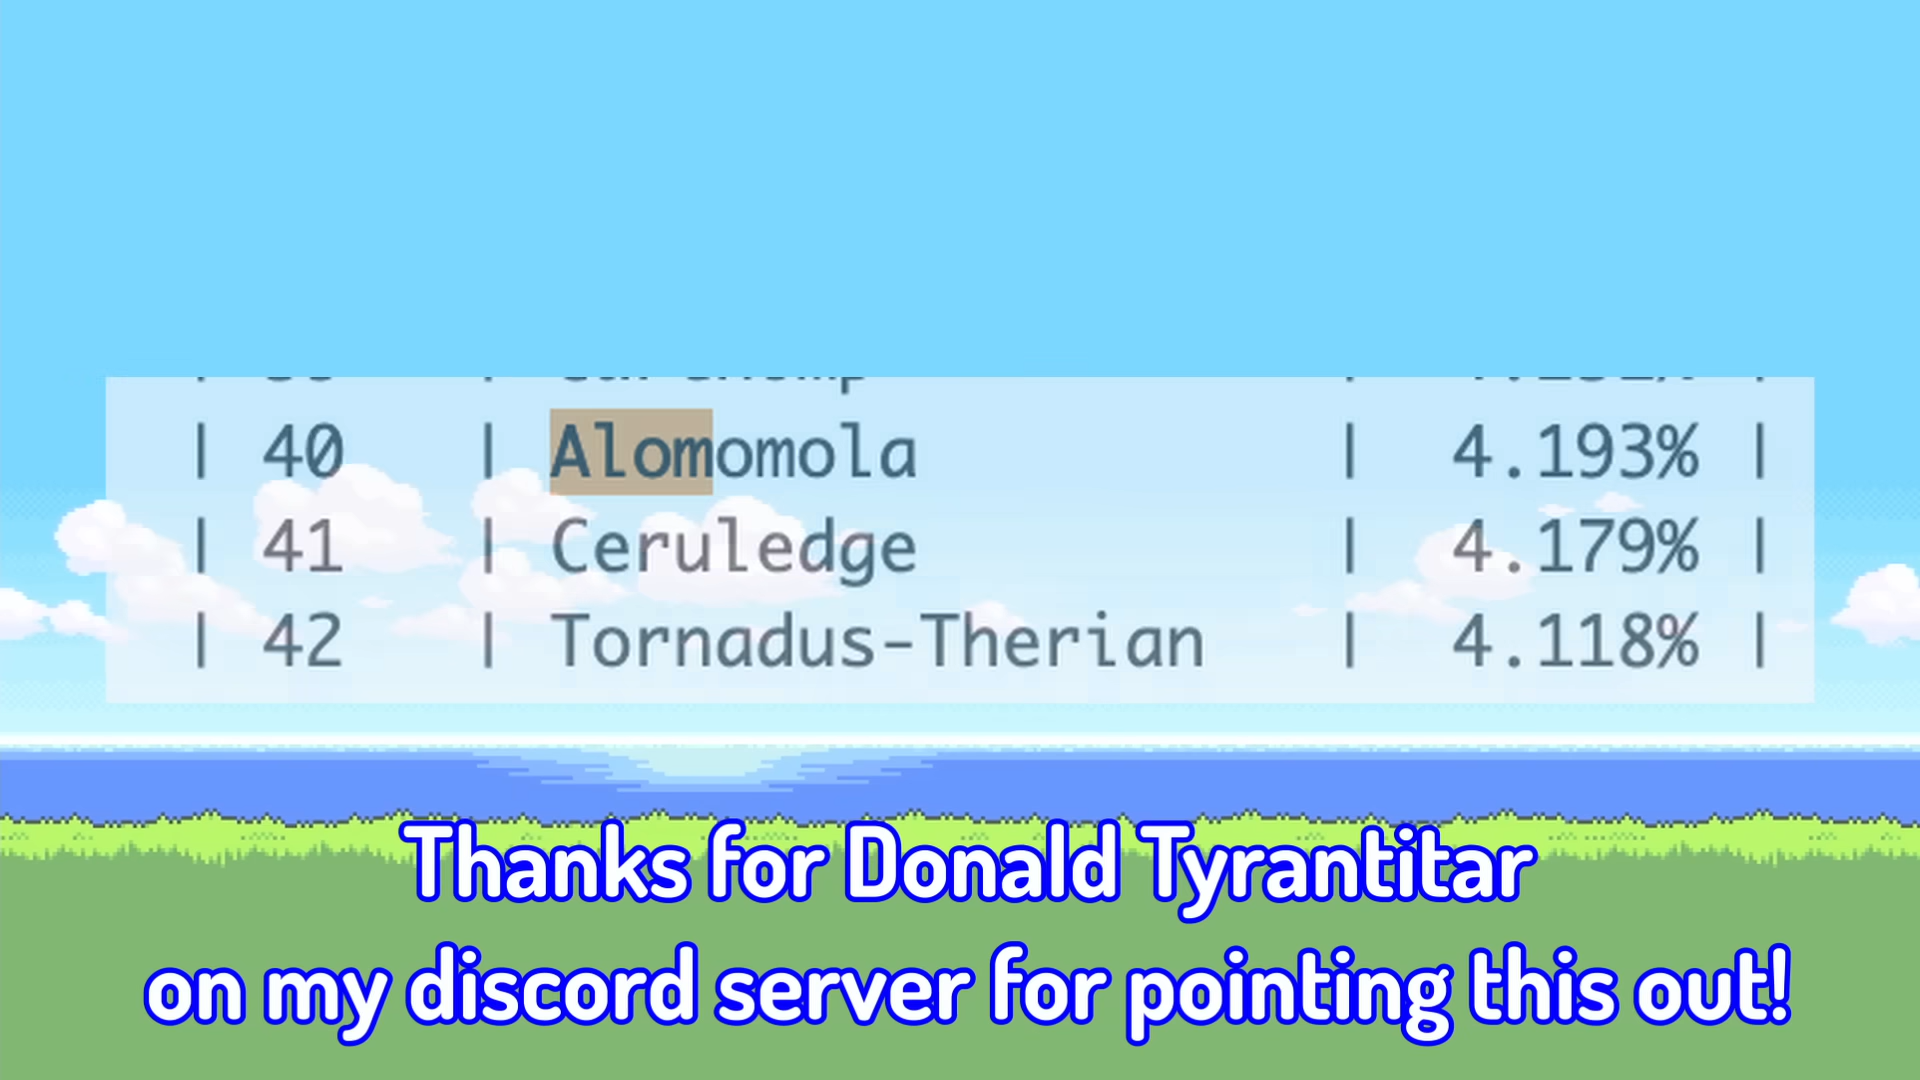 | 40 | Alomomola | 4.193% |
| 41 | Ceruledge | 4.179% |
| 42 | Tornadus-Therian | 4.118% |
Thanks for Donald Tyrantitar
on my discord server for pointing this out!